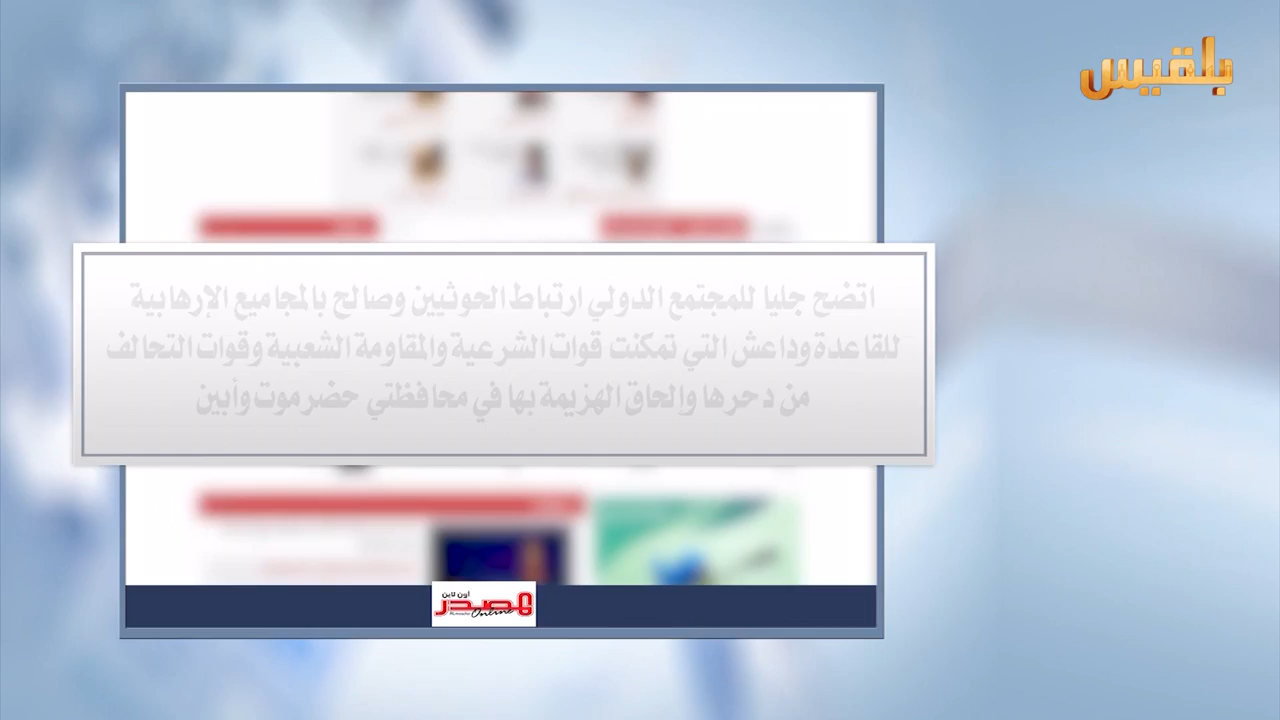 بلقيس
اتضح جليا للمجتمع الدولي ارتباط الحوثيين وصالح بالمجاميع الإرهابية
للقاعدة وداعش التي تمكنت قوات الشرعية والمقاومة الشعبية وقوات التحالف
من دحرها وإلحاق الهزيمة بها في محافظتي حضرموت وأبين
المصدر أون لاين
Online